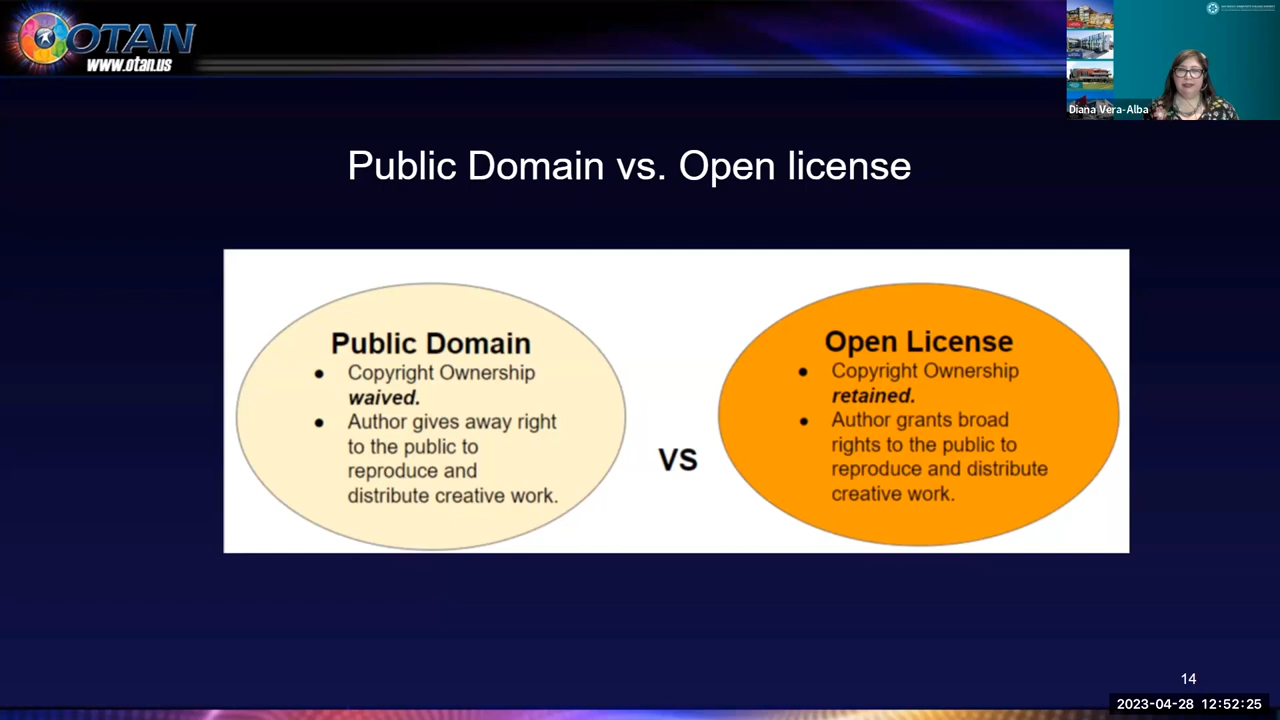 OTAN
www.otan.us
Diana Vera-Alba
Public Domain vs. Open license
Public Domain
● Copyright Ownership
waived.
● Author gives away right
to the public to
reproduce and
distribute creative work.
VS
Open License
● Copyright Ownership
retained.
● Author grants broad
rights to the public to
reproduce and distribute
creative work.
14
2023-04-28 12:52:25